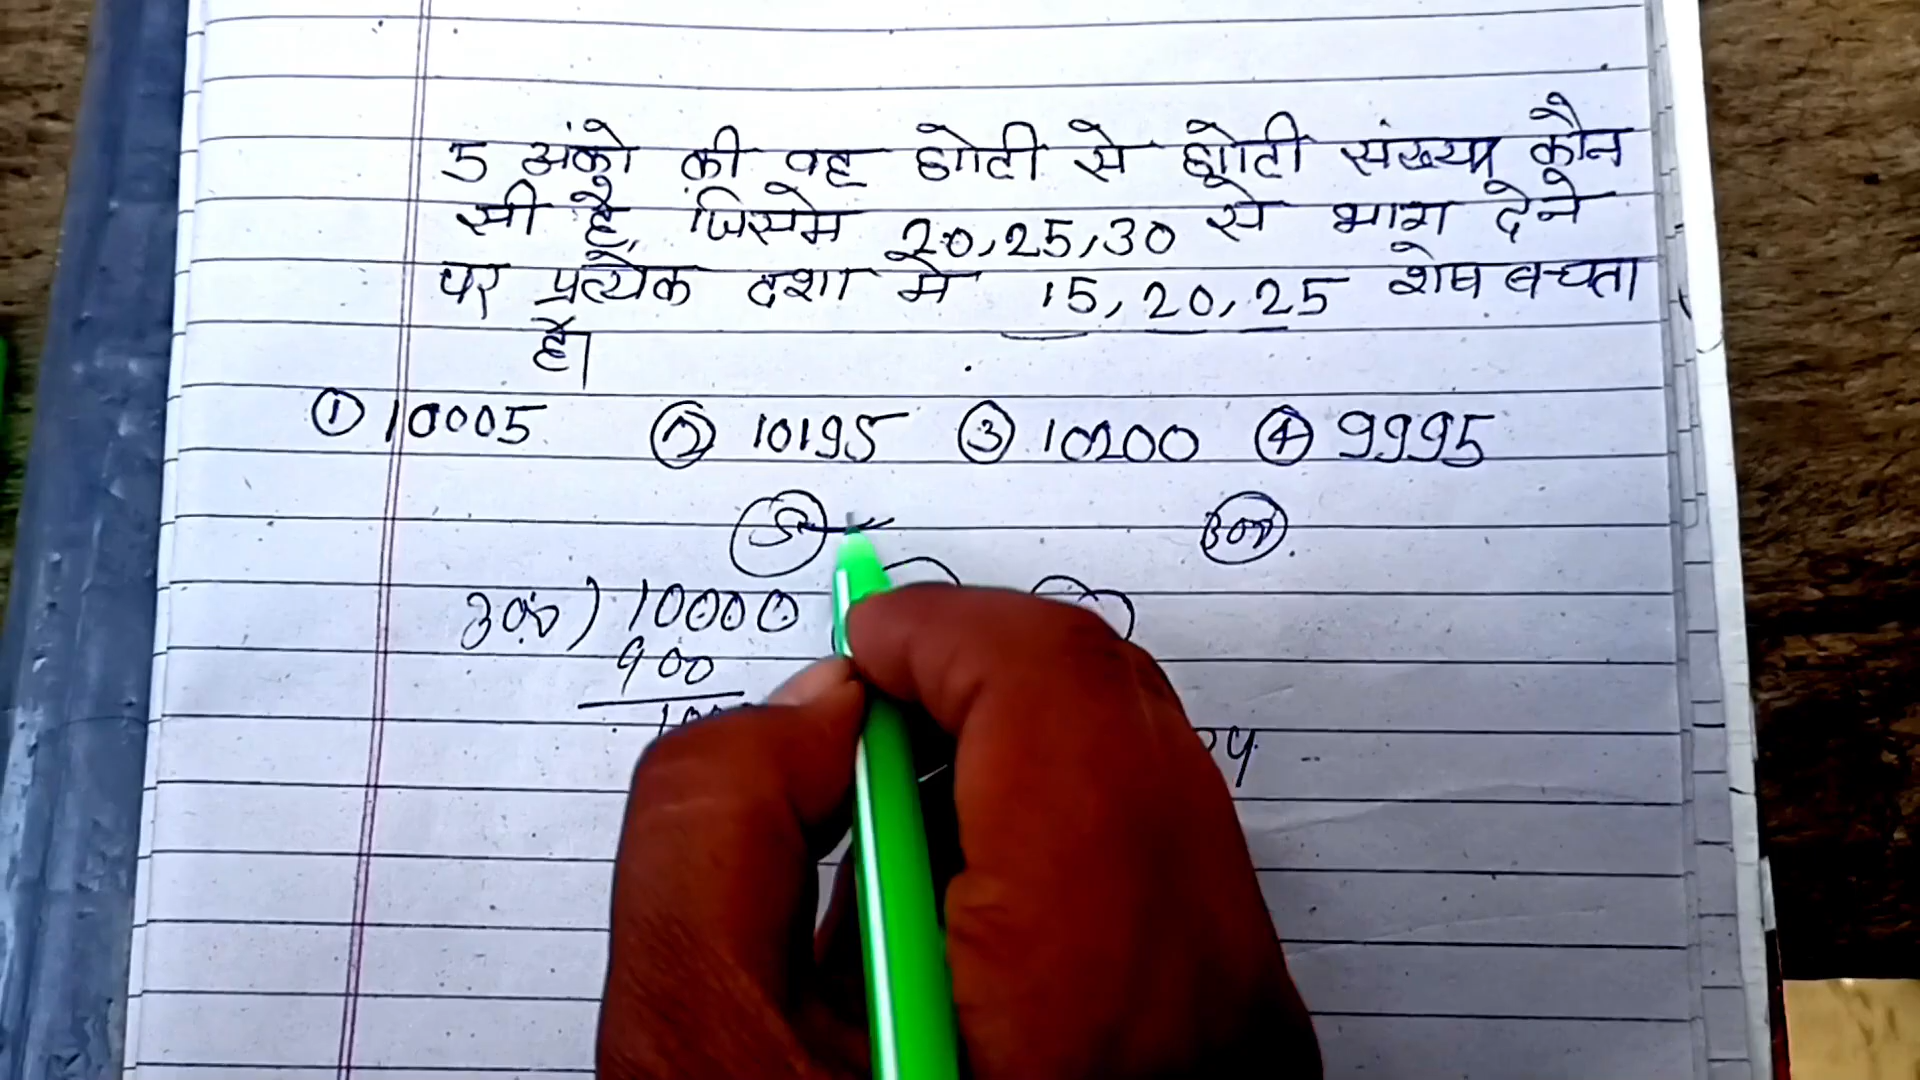 5 अंको की वह छोटी से छोटी संख्या कौन
सी है, जिसमे 20,25,30 से भाग देने
पर प्रत्येक दशा मे 15, 20, 25 शेष बचता
है।
① 10005 ② 10195 ③ 10200 ④ 9995
5 300
300 ) 10000
900